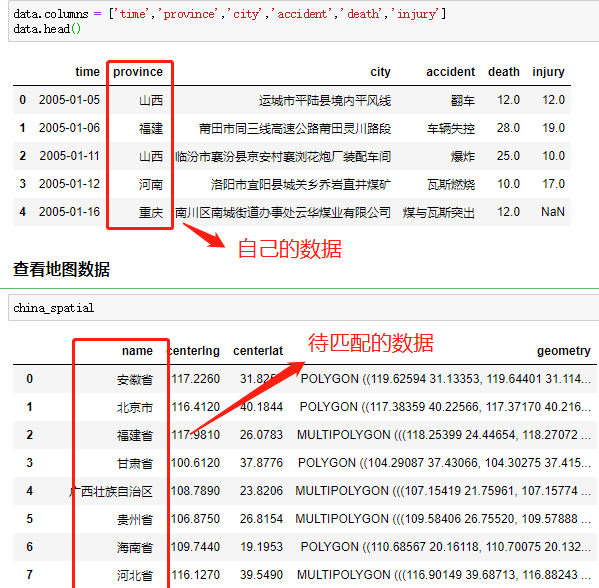 data.columns = ['time','province','city','accident','death','injury']
data.head()
time province city accident death injury
0 2005-01-05 山西 运城市平陆县境内平风线 翻车 12.0 12.0
1 2005-01-06 福建 莆田市同三线高速公路莆田灵川路段 车辆失控 28.0 19.0
2 2005-01-11 山西 临汾市襄汾县京安村襄浏花炮厂装配车间 爆炸 25.0 10.0
3 2005-01-12 河南 洛阳市宜阳县城关乡乔岩直井煤矿 瓦斯燃烧 10.0 17.0
4 2005-01-16 重庆 南川区南城街道办事处云华煤业有限公司 煤与瓦斯突出 12.0 NaN
自己的数据
查看地图数据
china_spatial
待匹配的数据
name centerlng centerlat geometry
0 安徽省 117.2260 31.825 POLYGON ((119.62594 31.13353, 119.64401 31.114...
1 北京市 116.4120 40.1844 POLYGON ((117.38359 40.22566, 117.37170 40.216...
2 福建省 117.9810 26.0783 MULTIPOLYGON (((118.25399 24.44654, 118.27072 ...
3 甘肃省 100.6120 37.8776 POLYGON ((104.29087 37.43066, 104.30275 37.415...
4 广西壮族自治区 108.7890 23.8206 MULTIPOLYGON (((107.15419 21.75961, 107.15774 ...
5 贵州省 106.8750 26.8154 MULTIPOLYGON (((109.58406 26.75520, 109.57888 ...
6 海南省 109.7440 19.1953 POLYGON ((110.68567 20.16118, 110.70075 20.132...
7 河北省 116.1270 39.5490 MULTIPOLYGON (((116.90149 39.68713, 116.88243 ...